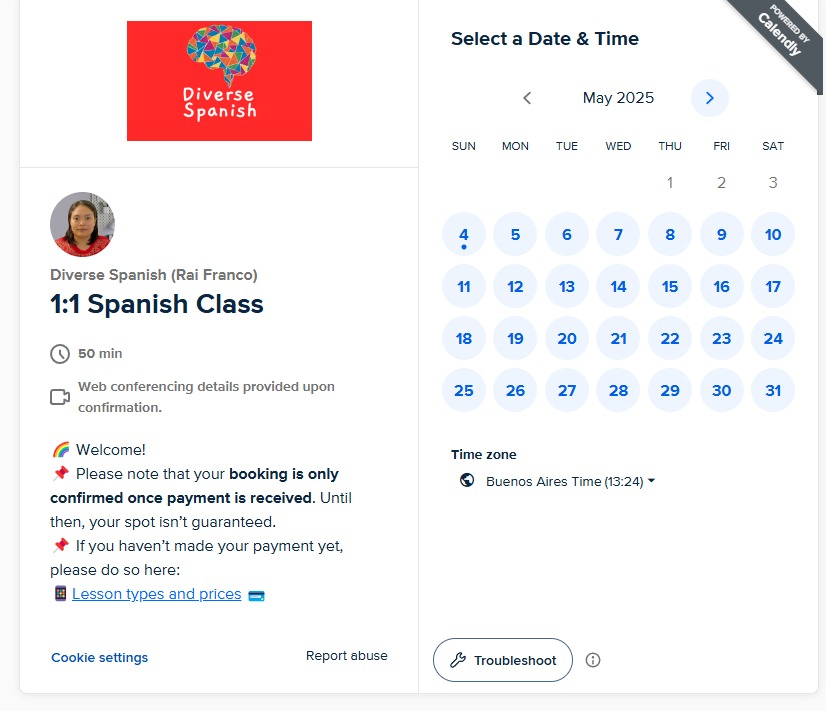 Diverse
Spanish
Diverse Spanish (Rai Franco)
1:1 Spanish Class
50 min
Web conferencing details provided upon
confirmation.
🌈 Welcome!
📌 Please note that your booking is only
confirmed once payment is received. Until
then, your spot isn’t guaranteed.
📌 If you haven’t made your payment yet,
please do so here:
Lesson types and prices 💳
Cookie settings
Report abuse
POWERED BY
Calendly
Select a Date & Time
May 2025
SUN MON TUE WED THU FRI SAT
1 2 3
4 5 6 7 8 9 10
11 12 13 14 15 16 17
18 19 20 21 22 23 24
25 26 27 28 29 30 31
Time zone
Buenos Aires Time (13:24)
Troubleshoot